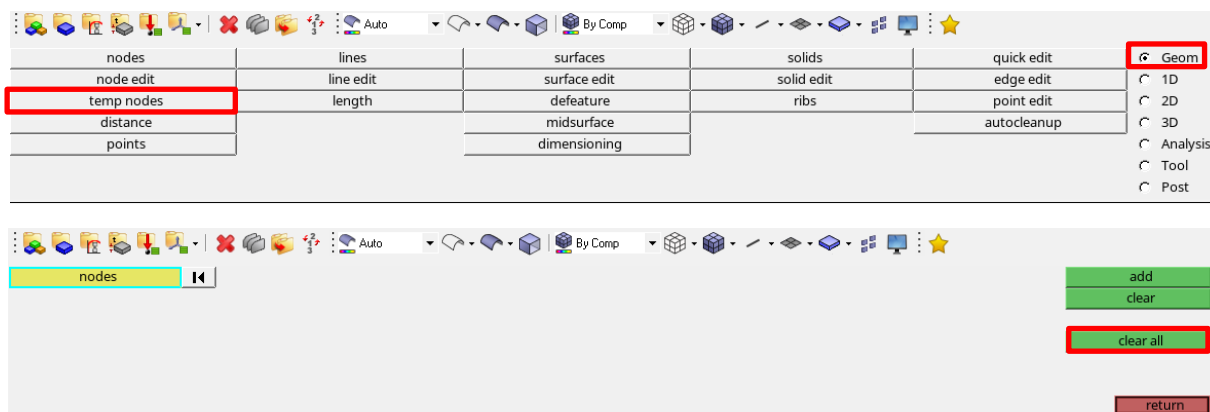 Auto By Comp
nodes lines surfaces solids quick edit Geom
node edit line edit surface edit solid edit edge edit 1D
temp nodes length defeature ribs point edit 2D
distance midsurface autocleanup 3D
points dimensioning Analysis
Tool
Post
Auto By Comp
nodes add
clear
clear all
return